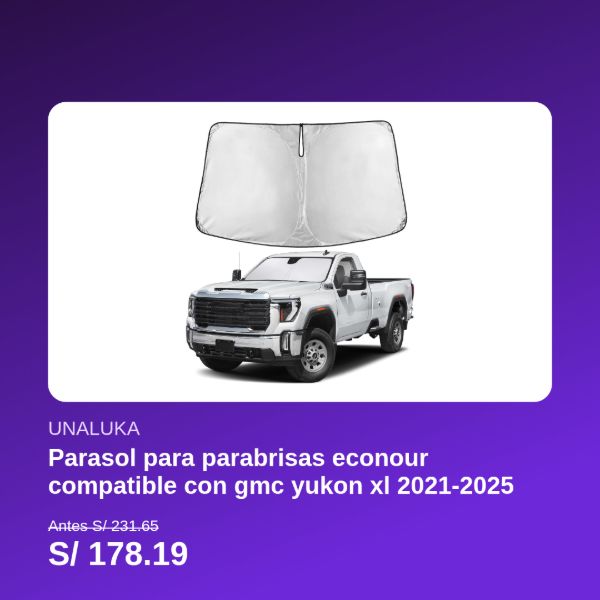 UNALUKA
Parasol para parabrisas econour
compatible con gmc yukon xl 2021-2025
Antes S/ 231.65
S/ 178.19